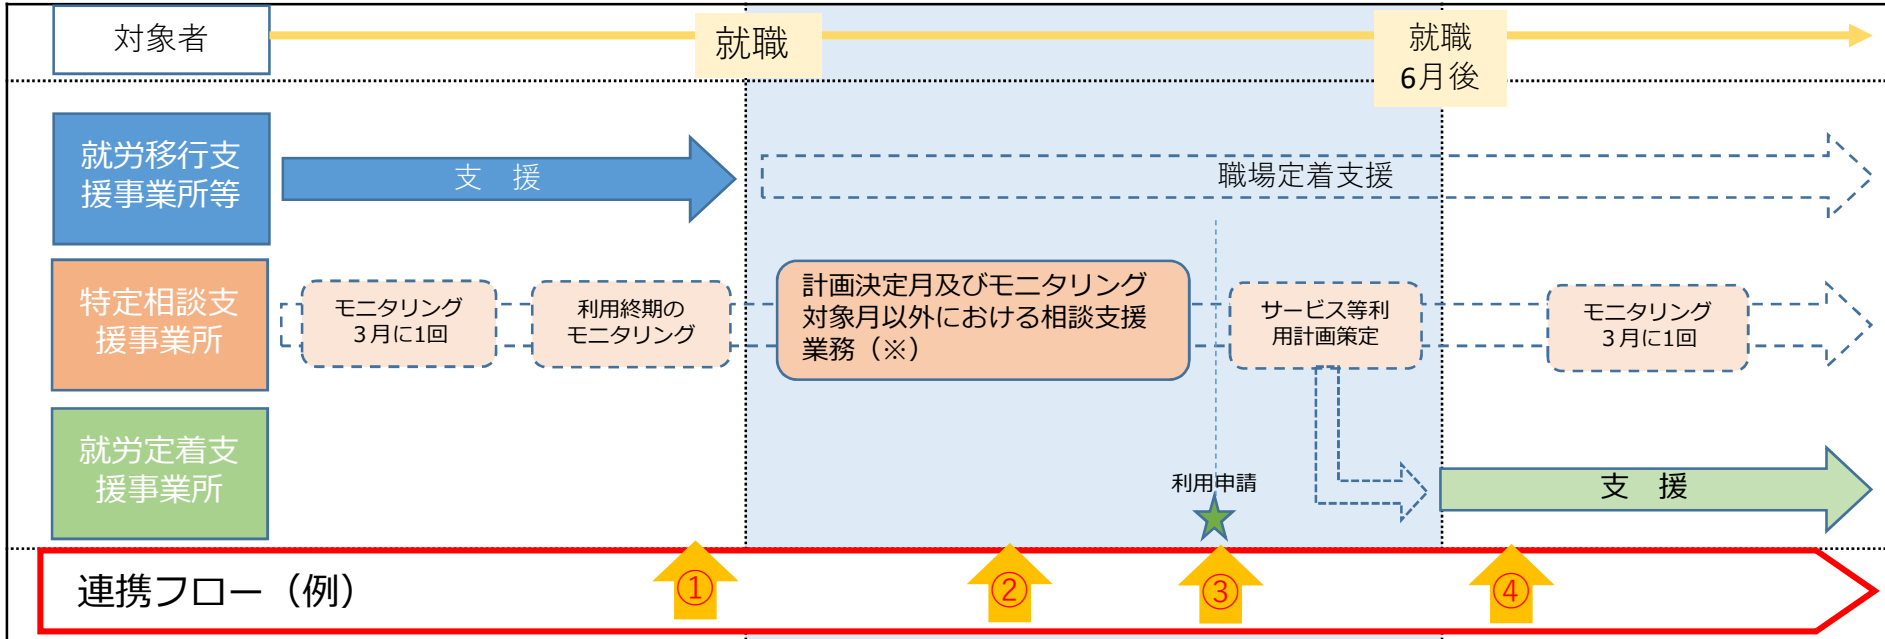 対象者
就職
就職
6月後
就労移行支
援事業所等
支　援
職場定着支援
特定相談支
援事業所
モニタリング
３月に1回
利用終期の
モニタリング
計画決定月及びモニタリング
対象月以外における相談支援
業務（※）
サービス等利
用計画策定
モニタリング
３月に1回
就労定着支
援事業所
利用申請
支　援
連携フロー（例）
①
②
③
④